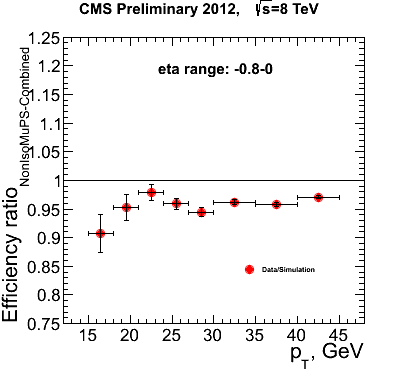 CMS Preliminary 2012, √s=8 TeV
Efficiency ratio
NonIsoMuPS-Combined
1.25
1.2
1.15
1.1
1.05
1
0.95
0.9
0.85
0.8
0.75
eta range: -0.8-0
Data/Simulation
15 20 25 30 35 40 45
p_T, GeV